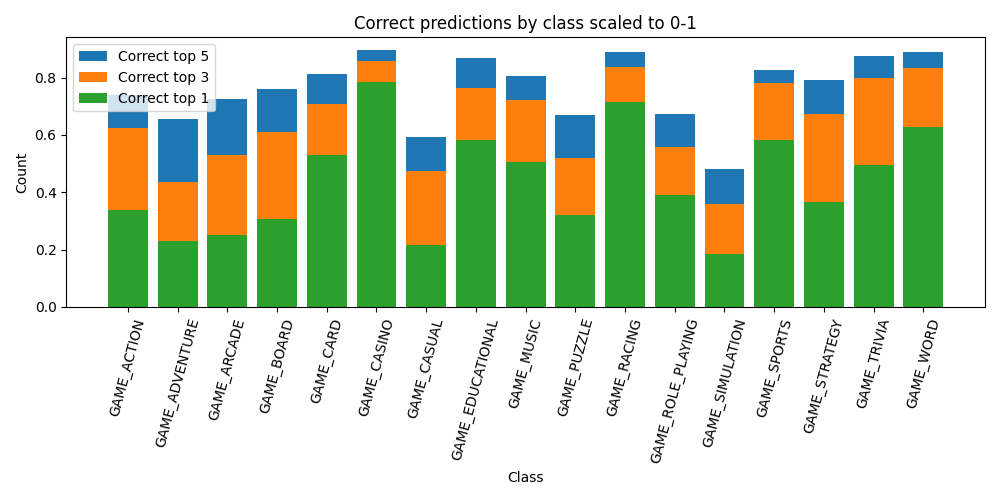 Correct predictions by class scaled to 0-1
Correct top 5
Correct top 3
Correct top 1
Count
0.8
0.6
0.4
0.2
0.0
GAME_ACTION
GAME_ADVENTURE
GAME_ARCADE
GAME_BOARD
GAME_CARD
GAME_CASINO
GAME_CASUAL
GAME_EDUCATIONAL
GAME_MUSIC
GAME_PUZZLE
GAME_RACING
GAME_ROLE_PLAYING
GAME_SIMULATION
GAME_SPORTS
GAME_STRATEGY
GAME_TRIVIA
GAME_WORD
Class